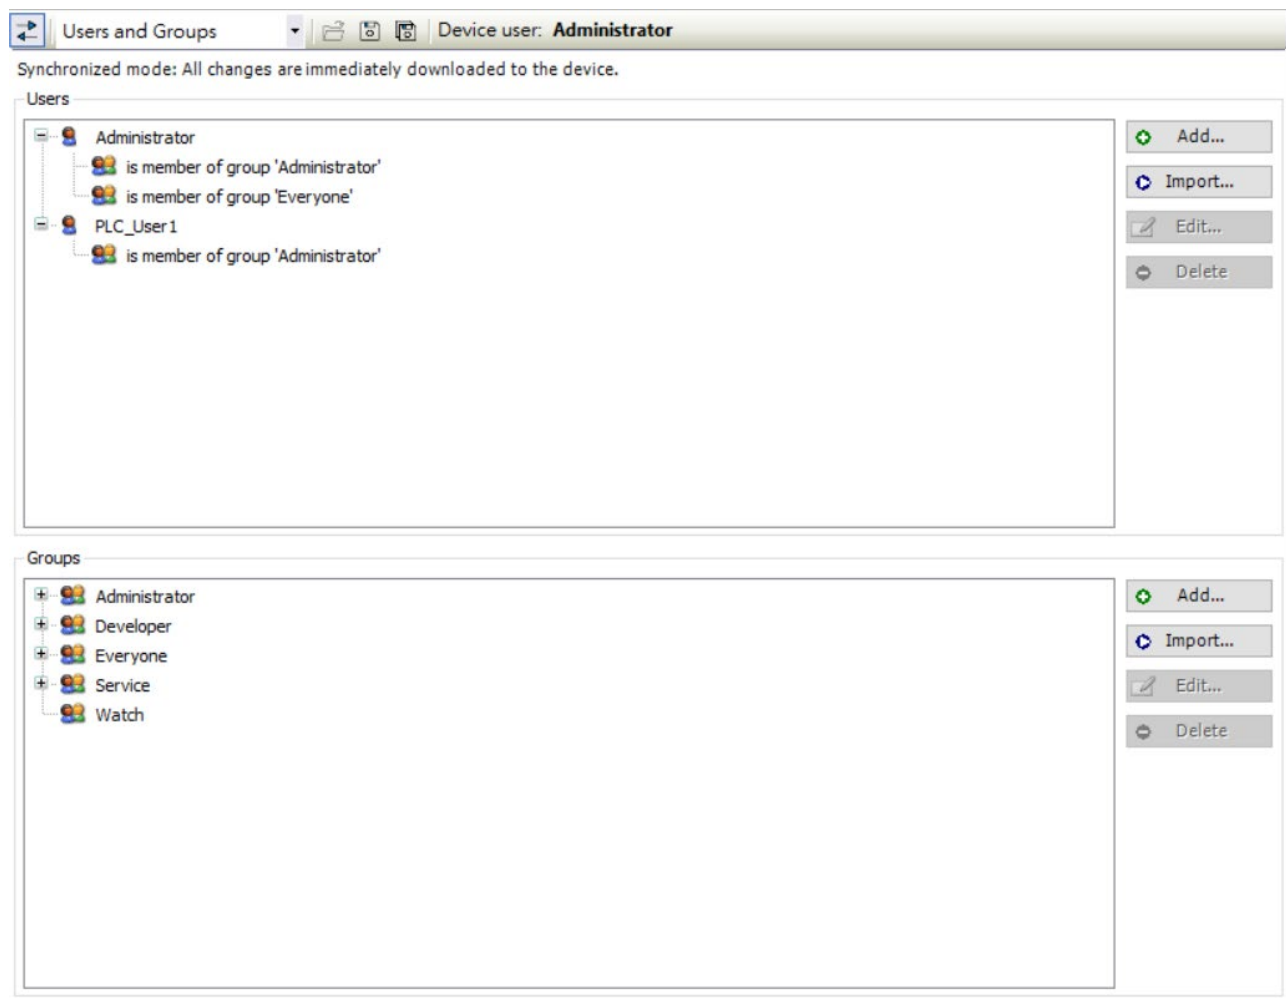 Users and Groups Device user: Administrator
Synchronized mode: All changes are immediately downloaded to the device.
Users
Administrator
is member of group 'Administrator'
is member of group 'Everyone'
PLC_User1
is member of group 'Administrator'
Add...
Import...
Edit...
Delete
Groups
Administrator
Developer
Everyone
Service
Watch
Add...
Import...
Edit...
Delete